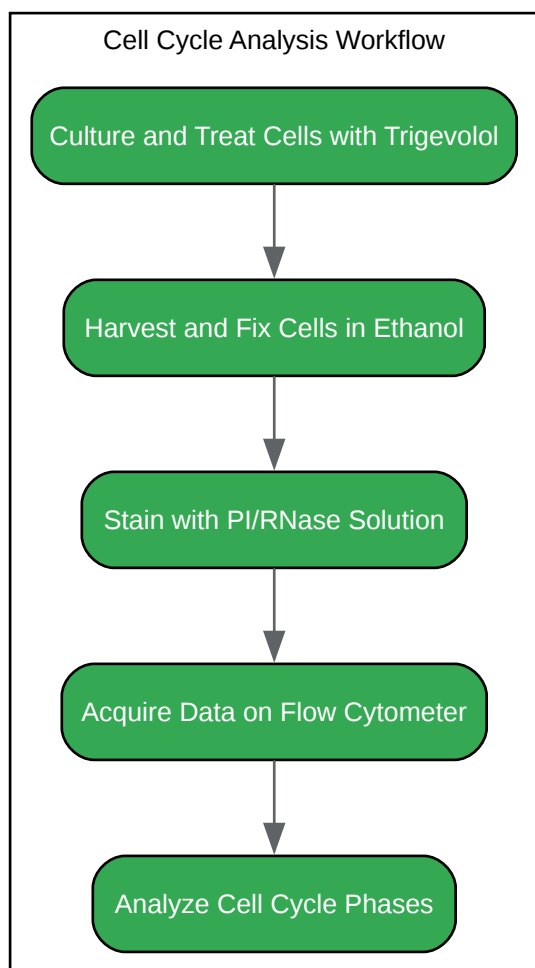 Cell Cycle Analysis Workflow
Culture and Treat Cells with Trigevolol
Harvest and Fix Cells in Ethanol
Stain with PI/RNase Solution
Acquire Data on Flow Cytometer
Analyze Cell Cycle Phases